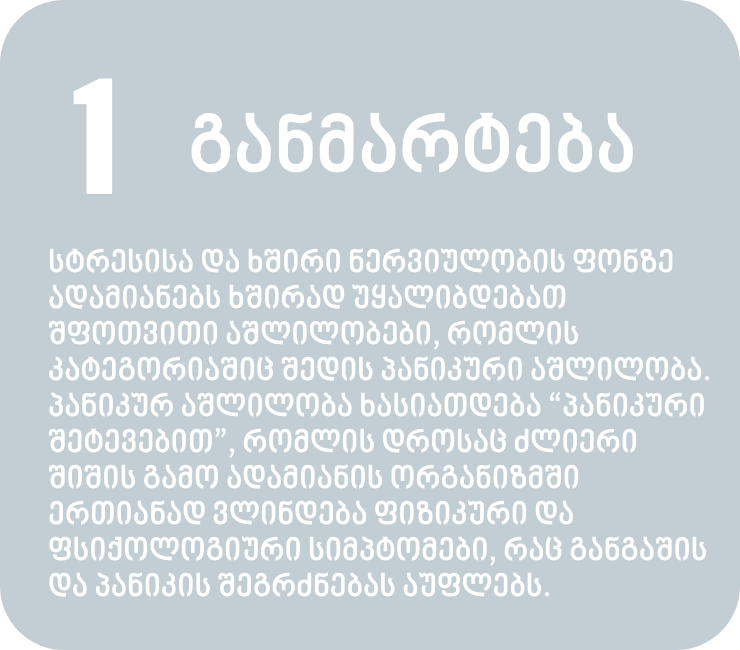 1 განმარტება
სტრესისა და ხშირი ნერვიულობის ფონზე
ადამიანებს ხშირად უყალიბდებათ
შფოთვითი აშლილობები, რომლის
კატეგორიაშიც შედის პანიკური აშლილობა.
პანიკურ აშლილობა ხასიათდება “პანიკური
შეტევებით”, რომლის დროსაც ძლიერი
შიშის გამო ადამიანის ორგანიზმში
ერთიანად ვლინდება ფიზიკური და
ფსიქოლოგიური სიმპტომები, რაც განგაშის
და პანიკის შეგრძნებას აუფლებს.